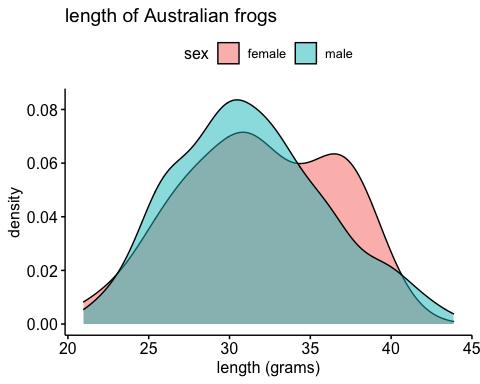 length of Australian frogs
sex female male
0.08
0.06
0.04
0.02
0.00
density
20 25 30 35 40 45
length (grams)